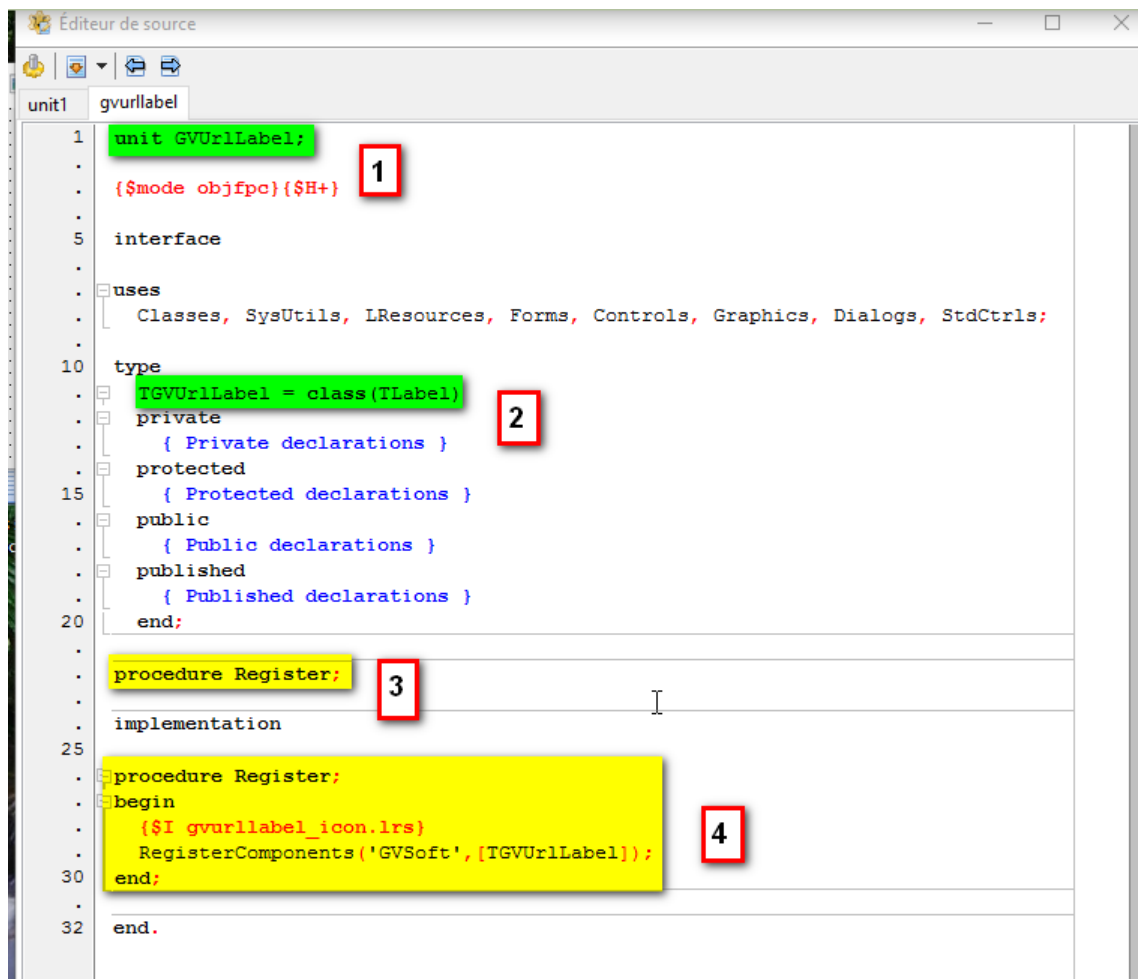 Éditeur de source
unit1 gvurllabel
1 unit GVUrlLabel;
1
{$mode objfpc}{$H+}
5 interface
uses
Classes, SysUtils, LResources, Forms, Controls, Graphics, Dialogs, StdCtrls;
10 type
TGVUrlLabel = class(TLabel)
2
private
{ Private declarations }
protected
15 { Protected declarations }
public
{ Public declarations }
published
{ Published declarations }
20 end;
procedure Register;
3
implementation
25
procedure Register;
begin
{$I gvurllabel_icon.lrs}
4
RegisterComponents('GVSoft',[TGVUrlLabel]);
30 end;
32 end.